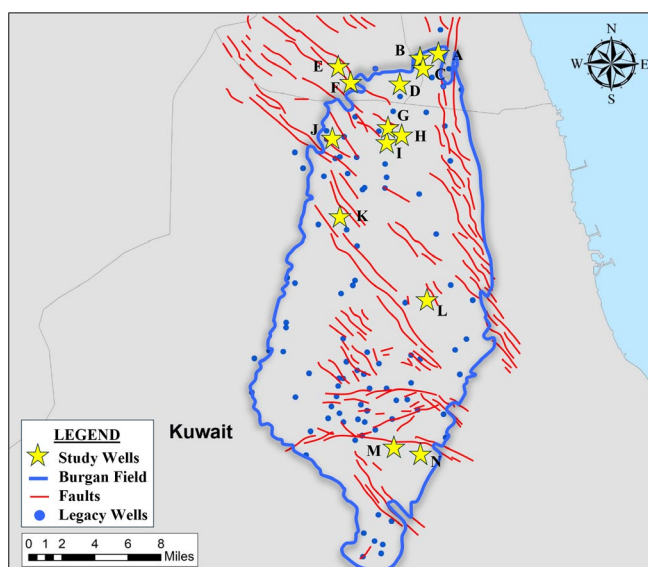 N
W E
S
B A
C
E
F D
G
J H
I
K
L
Kuwait
M N
LEGEND
Study Wells
Burgan Field
Faults
Legacy Wells
0 1 2 4 6 8
Miles